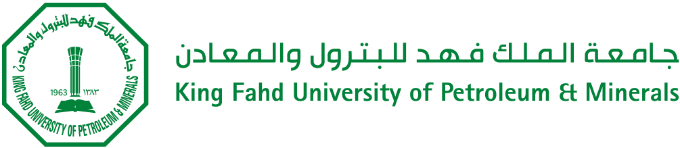 جامعة الملك فهد للبترول والمعادن
1963 ١٣٨٣
KING FAHD UNIVERSITY OF PETROLEUM & MINERALS
جامعة الملك فهد للبترول والمعادن
King Fahd University of Petroleum & Minerals